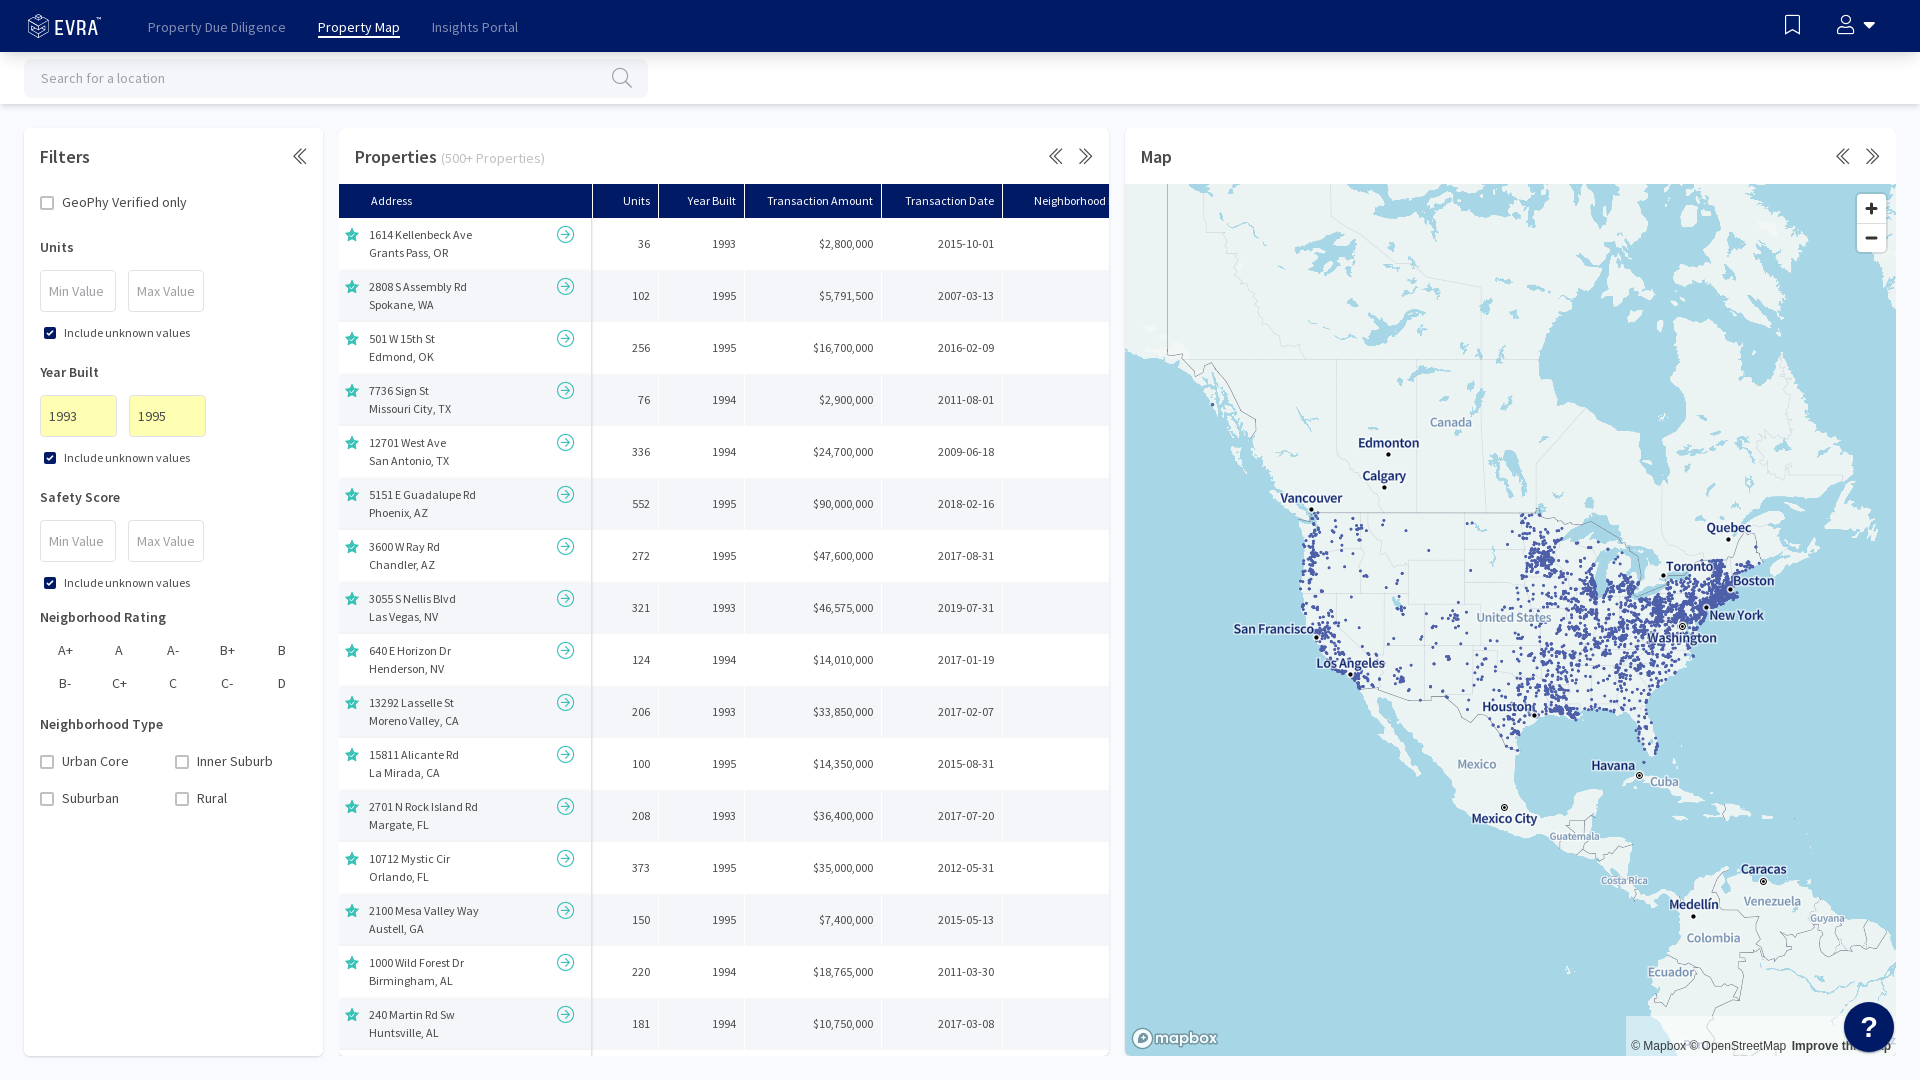 EVRA™
Property Due Diligence
Property Map
Insights Portal
Search for a location
Filters
GeoPhy Verified only
Units
Min Value
Max Value
Include unknown values
Year Built
1993
1995
Include unknown values
Safety Score
Min Value
Max Value
Include unknown values
Neigborhood Rating
A+ A A- B+ B
B- C+ C C- D
Neighborhood Type
Urban Core
Inner Suburb
Suburban
Rural
Properties (500+ Properties)
Address Units Year Built Transaction Amount Transaction Date Neighborhood
1614 Kellenbeck Ave
Grants Pass, OR
36 1993 $2,800,000 2015-10-01
2808 S Assembly Rd
Spokane, WA
102 1995 $5,791,500 2007-03-13
501 W 15th St
Edmond, OK
256 1995 $16,700,000 2016-02-09
7736 Sign St
Missouri City, TX
76 1994 $2,900,000 2011-08-01
12701 West Ave
San Antonio, TX
336 1994 $24,700,000 2009-06-18
5151 E Guadalupe Rd
Phoenix, AZ
552 1995 $90,000,000 2018-02-16
3600 W Ray Rd
Chandler, AZ
272 1995 $47,600,000 2017-08-31
3055 S Nellis Blvd
Las Vegas, NV
321 1993 $46,575,000 2019-07-31
640 E Horizon Dr
Henderson, NV
124 1994 $14,010,000 2017-01-19
13292 Lasselle St
Moreno Valley, CA
206 1993 $33,850,000 2017-02-07
15811 Alicante Rd
La Mirada, CA
100 1995 $14,350,000 2015-08-31
2701 N Rock Island Rd
Margate, FL
208 1993 $36,400,000 2017-07-20
10712 Mystic Cir
Orlando, FL
373 1995 $35,000,000 2012-05-31
2100 Mesa Valley Way
Austell, GA
150 1995 $7,400,000 2015-05-13
1000 Wild Forest Dr
Birmingham, AL
220 1994 $18,765,000 2011-03-30
240 Martin Rd Sw
Huntsville, AL
181 1994 $10,750,000 2017-03-08
Map
+
−
Canada
Edmonton
Calgary
Vancouver
Quebec
Toronto
Boston
New York
United States
San Francisco
Washington
Los Angeles
Houston
Mexico
Havana
Cuba
Mexico City
Guatemala
Costa Rica
Caracas
Medellín
Venezuela
Guyana
Colombia
Ecuador
mapbox
© Mapbox © OpenStreetMap Improve
?